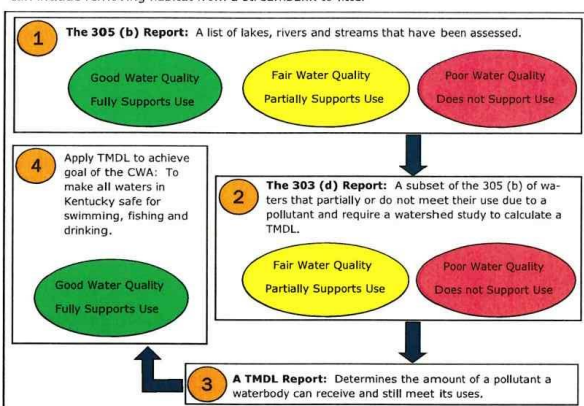 1
The 305 (b) Report: A list of lakes, rivers and streams that have been assessed.
Good Water Quality
Fully Supports Use
Fair Water Quality
Partially Supports Use
Poor Water Quality
Does not Support Use
4
Apply TMDL to achieve
goal of the CWA: To
make all waters in
Kentucky safe for
swimming, fishing and
drinking.
Good Water Quality
Fully Supports Use
2
The 303 (d) Report: A subset of the 305 (b) of wa-
ters that partially or do not meet their use due to a
pollutant and require a watershed study to calculate a
TMDL.
Fair Water Quality
Partially Supports Use
Poor Water Quality
Does not Support Use
3
A TMDL Report: Determines the amount of a pollutant a
waterbody can receive and still meet its uses.